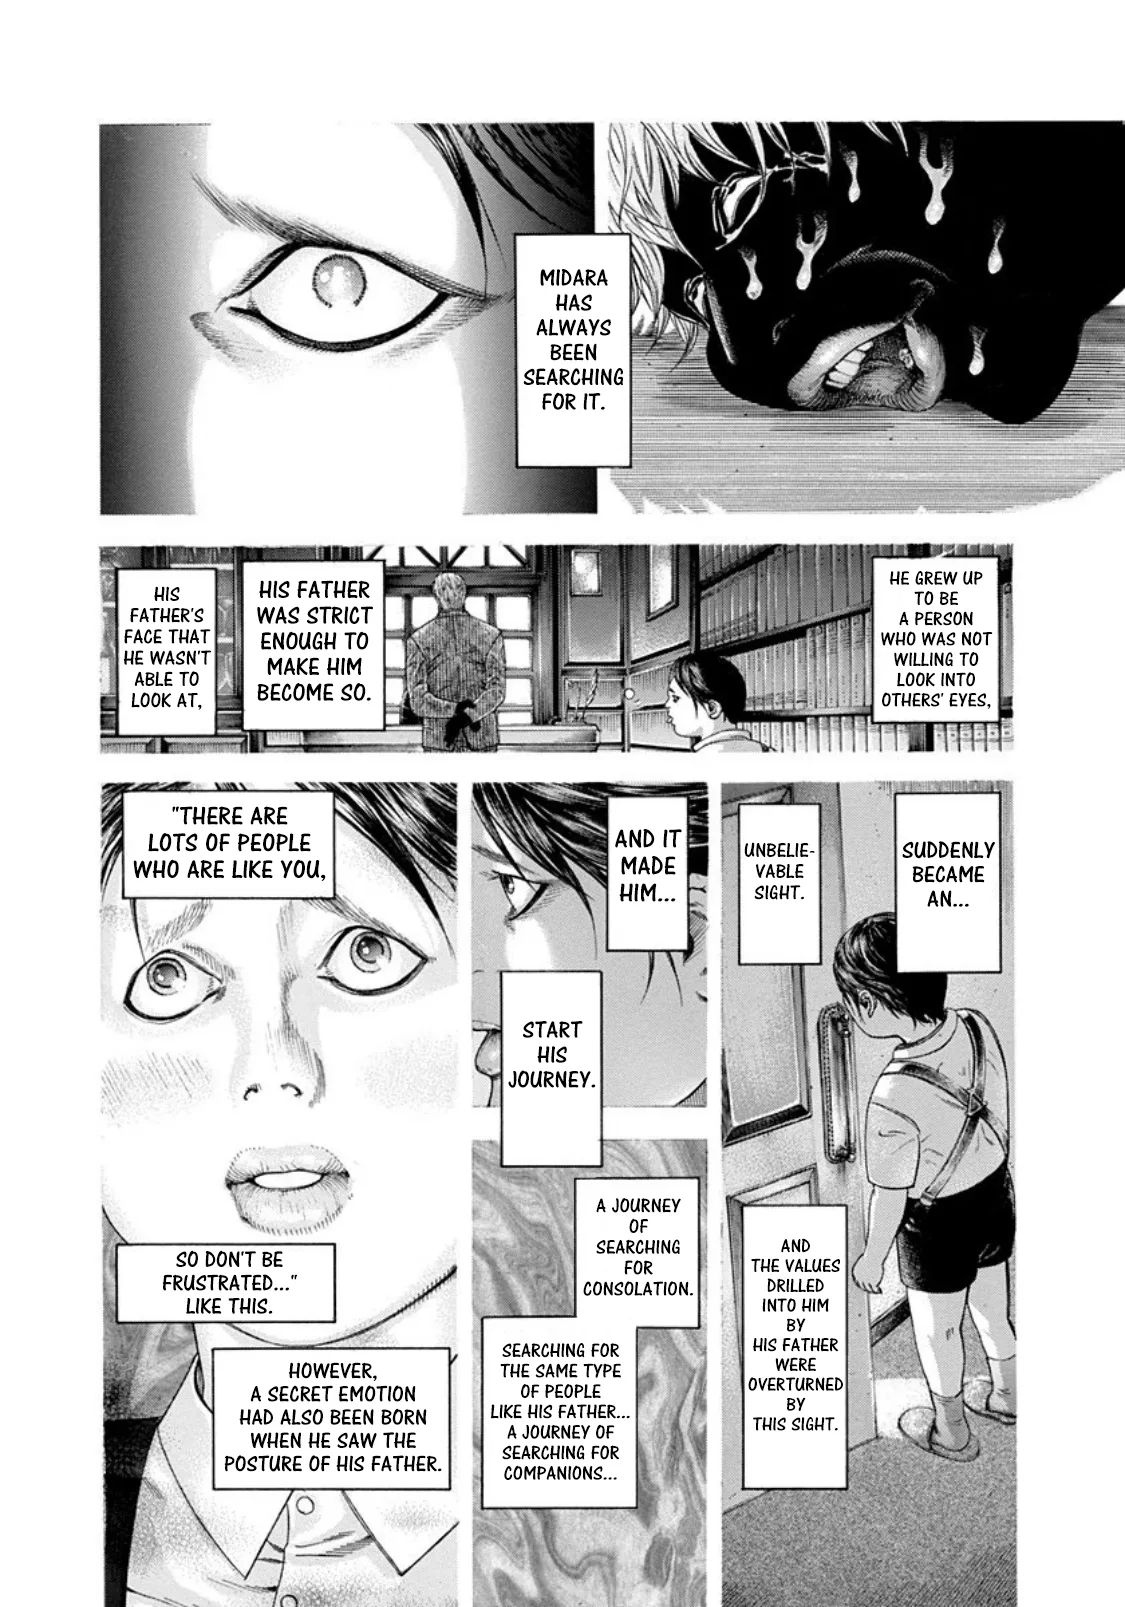 MIDARA
HAS
ALWAYS
BEEN
SEARCHING
FOR IT.
HE GREW UP
TO BE
A PERSON
WHO WAS NOT
WILLING TO
LOOK INTO
OTHERS' EYES,
HIS FATHER
WAS STRICT
ENOUGH TO
MAKE HIM
BECOME SO.
HIS
FATHER'S
FACE THAT
HE WASN'T
ABLE TO
LOOK AT,
SUDDENLY
BECAME
AN...
UNBELIE-
VABLE
SIGHT.
AND
THE VALUES
DRILLED
INTO HIM
BY
HIS FATHER
WERE
OVERTURNED
BY
THIS SIGHT.
AND IT
MADE
HIM...
START
HIS
JOURNEY.
A JOURNEY
OF
SEARCHING
FOR
CONSOLATION.
SEARCHING FOR
THE SAME TYPE
OF PEOPLE
LIKE HIS FATHER...
A JOURNEY OF
SEARCHING FOR
COMPANIONS...
"THERE ARE
LOTS OF PEOPLE
WHO ARE LIKE YOU,
SO DON'T BE
FRUSTRATED..."
LIKE THIS.
HOWEVER,
A SECRET EMOTION
HAD ALSO BEEN BORN
WHEN HE SAW THE
POSTURE OF HIS FATHER.